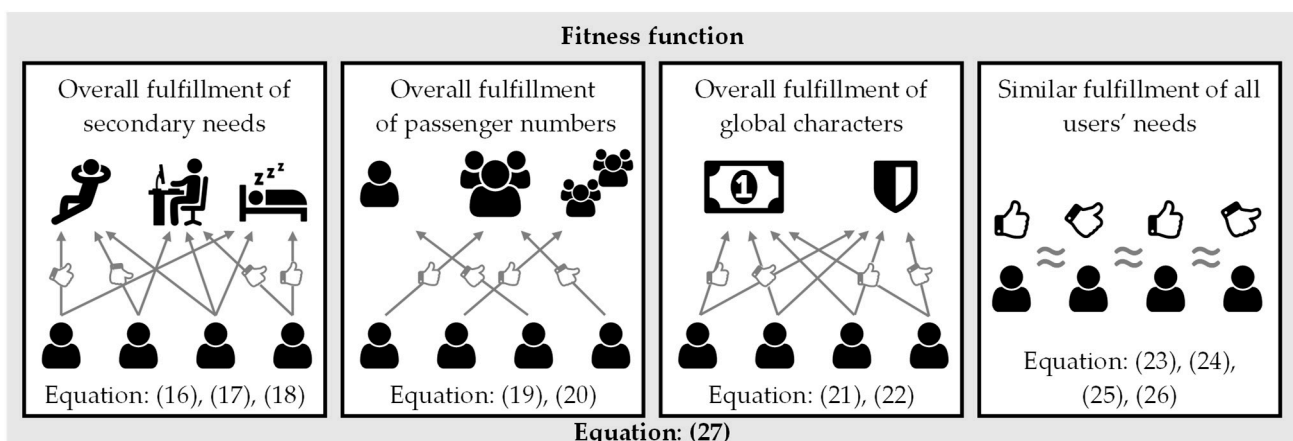 Fitness function
Overall fulfillment of
secondary needs
z z z
Equation: (16), (17), (18)
Overall fulfillment
of passenger numbers
Equation: (19), (20)
Overall fulfillment of
global characters
1
Equation: (21), (22)
Similar fulfillment of all
users’ needs
Equation: (23), (24),
(25), (26)
Equation: (27)